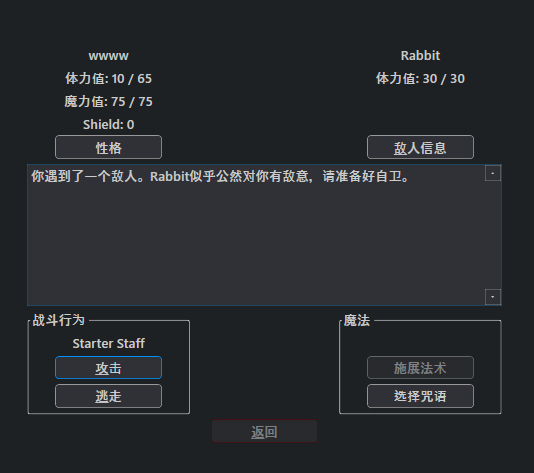 wwww
Rabbit
体力值: 10 / 65
体力值: 30 / 30
魔力值: 75 / 75
Shield: 0
性格
敌人信息
你遇到了一个敌人。Rabbit似乎公然对你有敌意，请准备好自卫。
战斗行为
魔法
Starter Staff
攻击
施展法术
逃走
选择咒语
返回